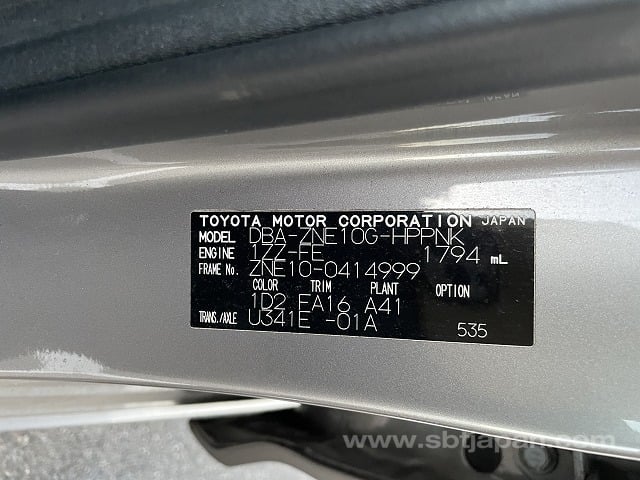 TOYOTA MOTOR CORPORATION JAPAN
MODEL DBA-ZNE10G-HPPNK
ENGINE 1ZZ-FE 1794 mL
FRAME No. ZNE10-0414999
COLOR TRIM PLANT OPTION
1D2 FA16 A41
TRANS./AXLE U341E -01A
535
www.sbtjapan.com